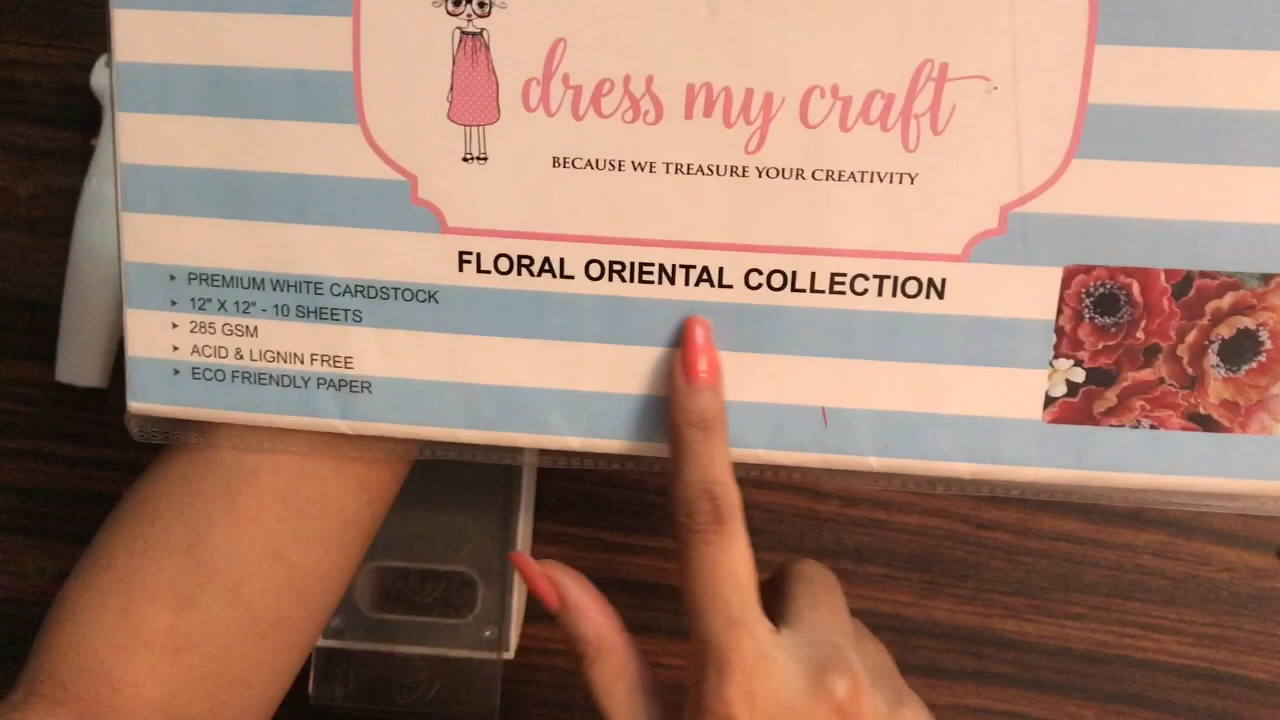 dress my craft
BECAUSE WE TREASURE YOUR CREATIVITY
FLORAL ORIENTAL COLLECTION
➤ PREMIUM WHITE CARDSTOCK
➤ 12" X 12" - 10 SHEETS
➤ 285 GSM
➤ ACID & LIGNIN FREE
➤ ECO FRIENDLY PAPER